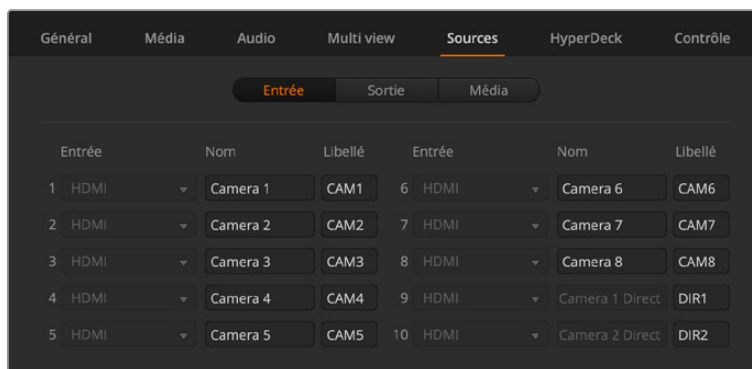 Général Média Audio Multi view Sources HyperDeck Contrôle
Entrée Sortie Média
Entrée Nom Libellé Entrée Nom Libellé
1 HDMI Camera 1 CAM1 6 HDMI Camera 6 CAM6
2 HDMI Camera 2 CAM2 7 HDMI Camera 7 CAM7
3 HDMI Camera 3 CAM3 8 HDMI Camera 8 CAM8
4 HDMI Camera 4 CAM4 9 HDMI Camera 1 Direct DIR1
5 HDMI Camera 5 CAM5 10 HDMI Camera 2 Direct DIR2